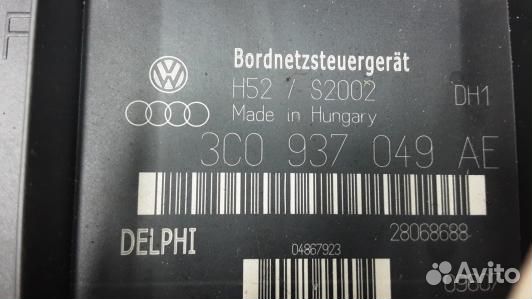 Bordnetzsteuergerät
H52 / S2002 DH1
Made in Hungary
3C0 937 049 AE
28068688
DELPHI
04867923
Avito